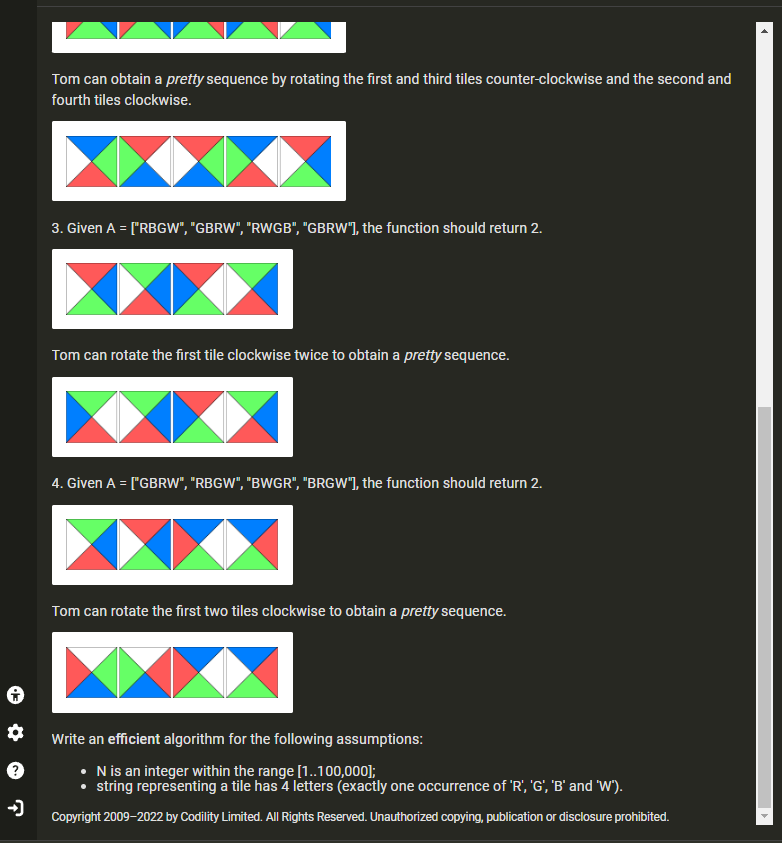 Tom can obtain a pretty sequence by rotating the first and third tiles counter-clockwise and the second and
fourth tiles clockwise.
3. Given A = ["RBGW", "GBRW", "RWGB", "GBRW"], the function should return 2.
Tom can rotate the first tile clockwise twice to obtain a pretty sequence.
4. Given A = ["GBRW", "RBGW", "BWGR", "BRGW"], the function should return 2.
Tom can rotate the first two tiles clockwise to obtain a pretty sequence.
Write an efficient algorithm for the following assumptions:
• N is an integer within the range [1..100,000];
• string representing a tile has 4 letters (exactly one occurrence of 'R', 'G', 'B' and 'W').
Copyright 2009–2022 by Codility Limited. All Rights Reserved. Unauthorized copying, publication or disclosure prohibited.